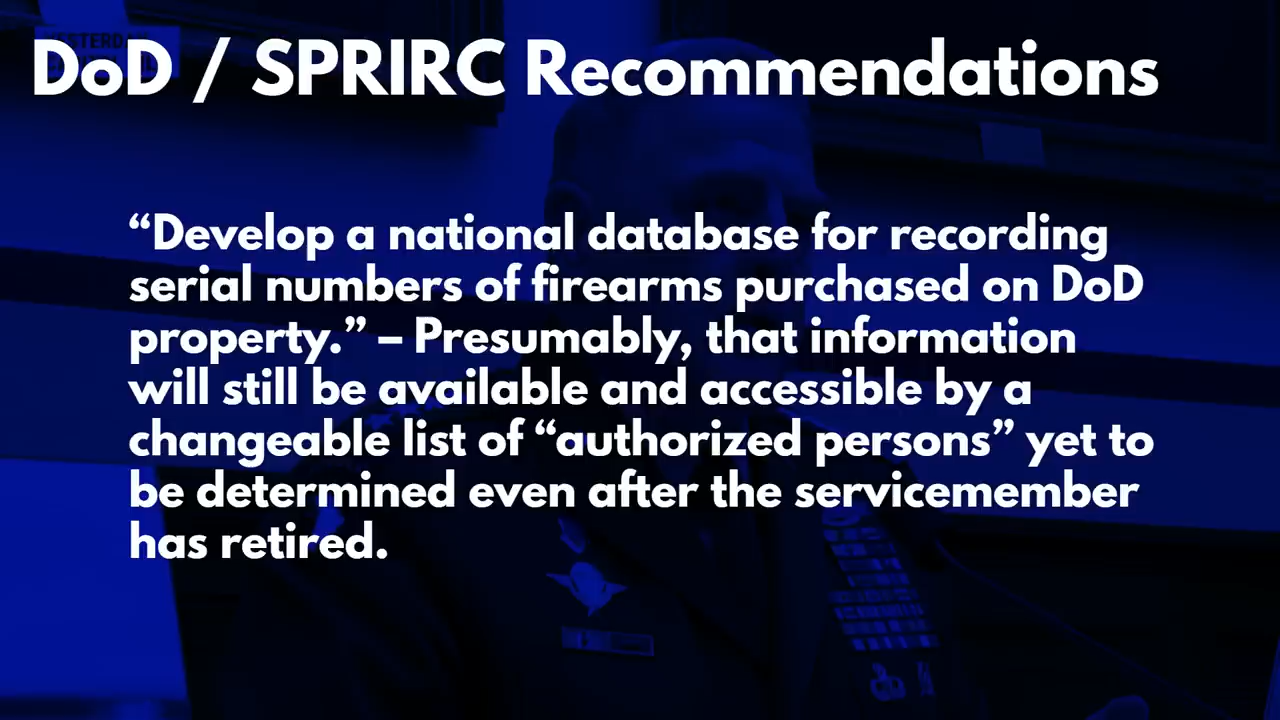 DoD / SPRIRC Recommendations
“Develop a national database for recording
serial numbers of firearms purchased on DoD
property.” – Presumably, that information
will still be available and accessible by a
changeable list of “authorized persons” yet to
be determined even after the servicemember
has retired.